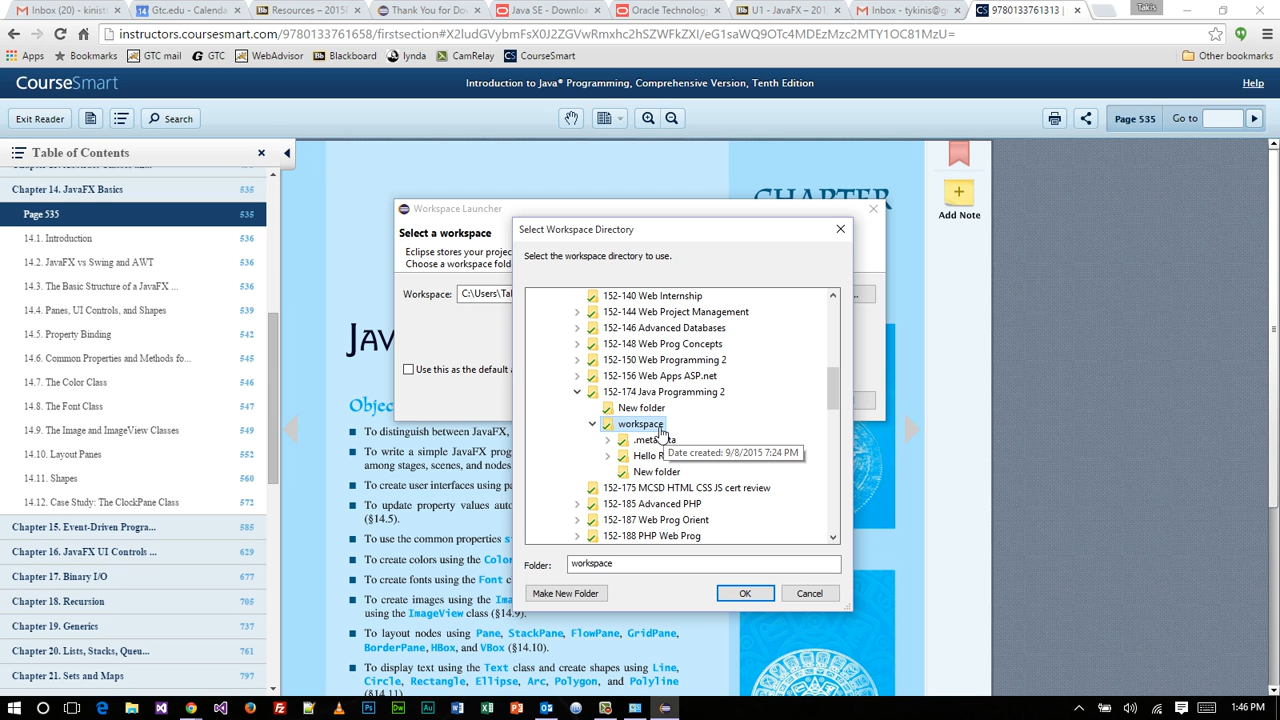 Inbox (20) - kinist
Gtc.edu - Calenda
Resources – 2015F
Thank You for Do
Java SE - Downlo
Oracle Technolog
U1 - JavaFX – 20
Inbox (4) - tykinis@g
9780133761313 |
Takis
instructors.coursesmart.com/9780133761658/firstsection#
Apps
Bookmarks
GTC mail
GTC
WebAdvisor
Blackboard
lynda
CamRelay
CourseSmart
Other bookmarks
CourseSmart
Introduction to Java® Programming, Comprehensive Version, Tenth Edition
Help
Exit Reader
Search
Page 535
Go to
Table of Contents
Chapter 14. JavaFX Basics 535
Page 535 535
14.1. Introduction 536
14.2. JavaFX vs Swing and AWT 536
14.3. The Basic Structure of a JavaFX ... 536
14.4. Panes, UI Controls, and Shapes 539
14.5. Property Binding 542
14.6. Common Properties and Methods fo... 545
14.7. The Color Class 546
14.8. The Font Class 547
14.9. The Image and ImageView Classes 549
14.10. Layout Panes 552
14.11. Shapes 560
14.12. Case Study: The ClockPane Class 572
Chapter 15. Event-Driven Progra... 585
Chapter 16. JavaFX UI Controls ... 629
Chapter 17. Binary I/O 677
Chapter 18. Recursion 705
Chapter 19. Generics 737
Chapter 20. Lists, Stacks, Queu... 761
Chapter 21. Sets and Maps 797
Add Note
CHAPTER
JAV
Objec
To distinguish between JavaFX,
To write a simple JavaFX prog
among stages, scenes, and nodes
To create user interfaces using pa
To update property values auto
(§14.5).
To use the common properties s
To create colors using the Colo
To create fonts using the Font c
To create images using the Ima
using the ImageView class (§14.9).
To layout nodes using Pane, StackPane, FlowPane, GridPane,
BorderPane, HBox, and VBox (§14.10).
To display text using the Text class and create shapes using Line,
Circle, Rectangle, Ellipse, Arc, Polygon, and Polyline
(§14.11).
Workspace Launcher
Select a workspace
Eclipse stores your projec
Choose a workspace fold
Workspace:
C:\Users\Tal
Use this as the default a
Select Workspace Directory
Select the workspace directory to use.
152-140 Web Internship
152-144 Web Project Management
152-146 Advanced Databases
152-148 Web Prog Concepts
152-150 Web Programming 2
152-156 Web Apps ASP.net
152-174 Java Programming 2
New folder
workspace
.metadata
Hello R
Date created: 9/8/2015 7:24 PM
New folder
152-175 MCSD HTML CSS JS cert review
152-185 Advanced PHP
152-187 Web Prog Orient
152-188 PHP Web Prog
Folder:
workspace
Make New Folder
OK
Cancel
1:46 PM